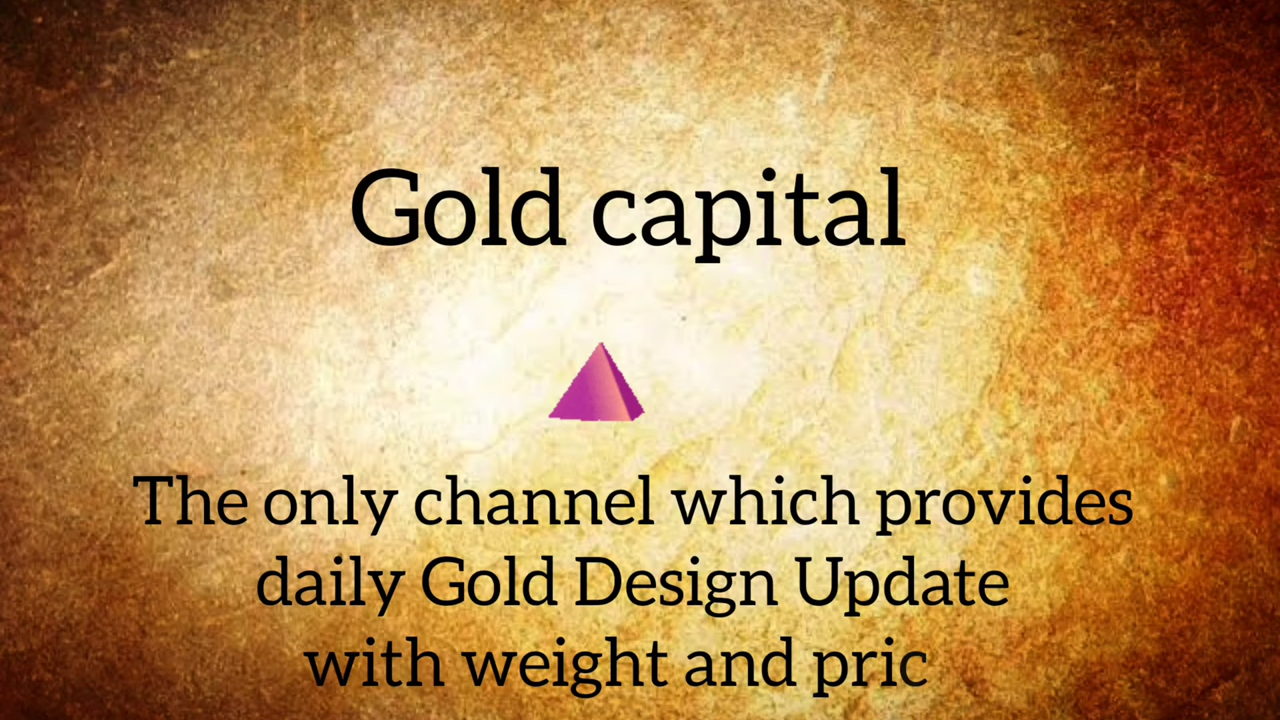 Gold capital
The only channel which provides
daily Gold Design Update
with weight and pric